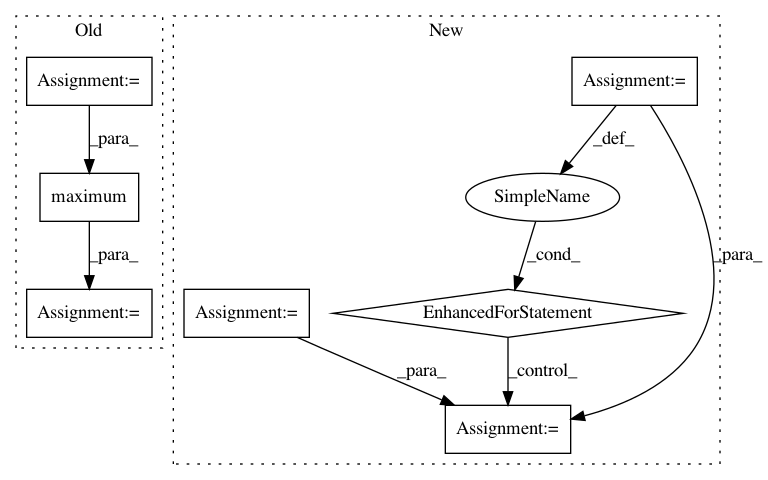 Old
New
Assignment:=
Assignment:=
_para_
_def_
maximum
SimpleName
_para_
_cond_
_para_
Assignment:=
Assignment:=
EnhancedForStatement
_para_
_control_
Assignment:=